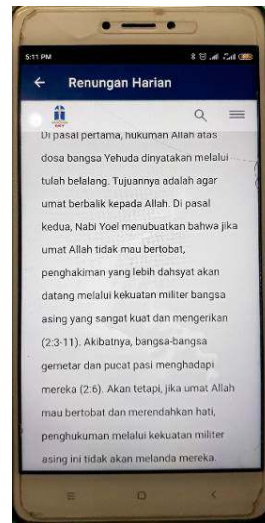 5:11 PM
Renungan Harian
Di pasal pertama, hukuman Allah atas
dosa bangsa Yehuda dinyatakan melalui
tulah belalang. Tujuannya adalah agar
umat berbalik kepada Allah. Di pasal
kedua, Nabi Yoel menubuatkan bahwa jika
umat Allah tidak mau bertobat,
penghakiman yang lebih dahsyat akan
datang melalui kekuatan militer bangsa
asing yang sangat kuat dan mengerikan
(2:3-11). Akibatnya, bangsa-bangsa
gemetar dan pucat pasi menghadapi
mereka (2:6). Akan tetapi, jika umat Allah
mau bertobat dan merendahkan hati,
penghukuman melalui kekuatan militer
asing ini tidak akan melanda mereka.